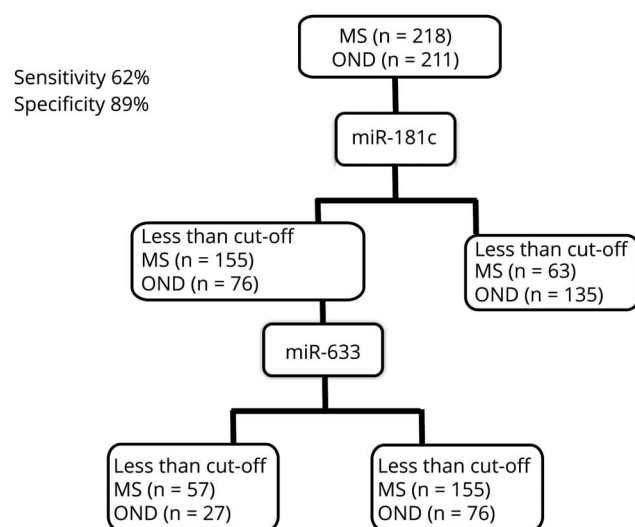 MS (n = 218)
OND (n = 211)
Sensitivity 62%
Specificity 89%
miR-181c
Less than cut-off
MS (n = 155)
OND (n = 76)
Less than cut-off
MS (n = 63)
OND (n = 135)
miR-633
Less than cut-off
MS (n = 57)
OND (n = 27)
Less than cut-off
MS (n = 155)
OND (n = 76)